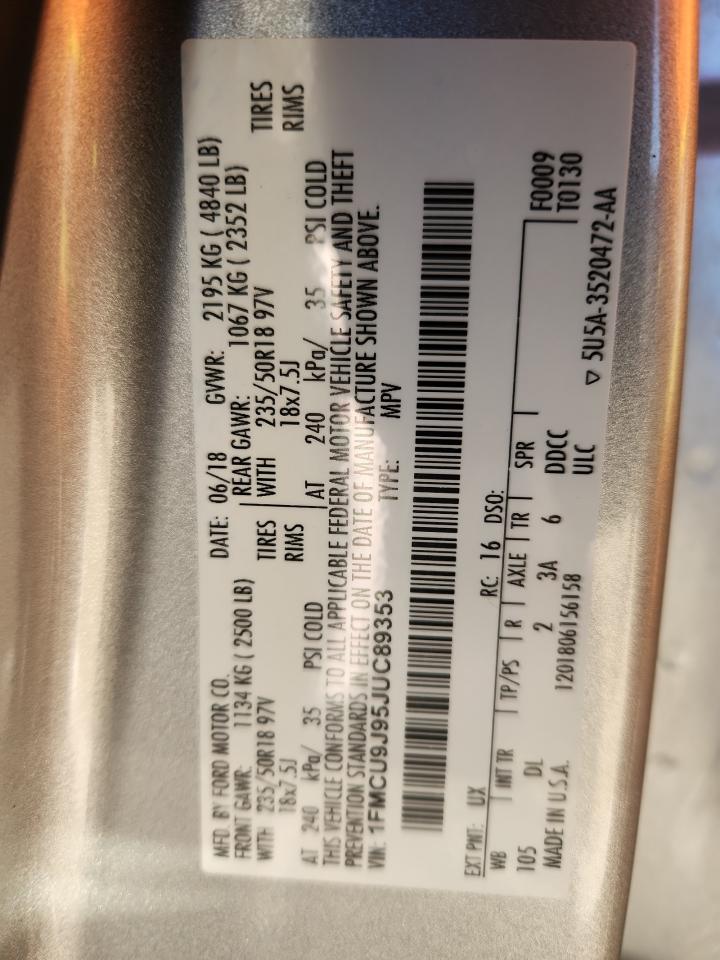 MFD. BY FORD MOTOR CO. DATE: 06/18 GVWR: 2195 KG ( 4840 LB)
FRONT GAWR: 1134 KG ( 2500 LB) REAR GAWR: 1067 KG ( 2352 LB)
WITH 235/50R18 97V TIRES WITH 235/50R18 97V TIRES
18x7.5J RIMS 18x7.5J RIMS
AT 240 kPa/ 35 PSI COLD AT 240 kPa/ 35 PSI COLD
THIS VEHICLE CONFORMS TO ALL APPLICABLE FEDERAL MOTOR VEHICLE SAFETY AND THEFT
PREVENTION STANDARDS IN EFFECT ON THE DATE OF MANUFACTURE SHOWN ABOVE.
VIN: 1FMCU9J95JUC89353 TYPE: MPV
EXT PNT: UX RC: 16 DSO:
WB INT TR TP/PS R AXLE TR SPR F0009
105 DL 2 3A 6 DDCC T0130
MADE IN U.S.A. 1201806156158 ULC ▽ 5U5A-3520472-AA